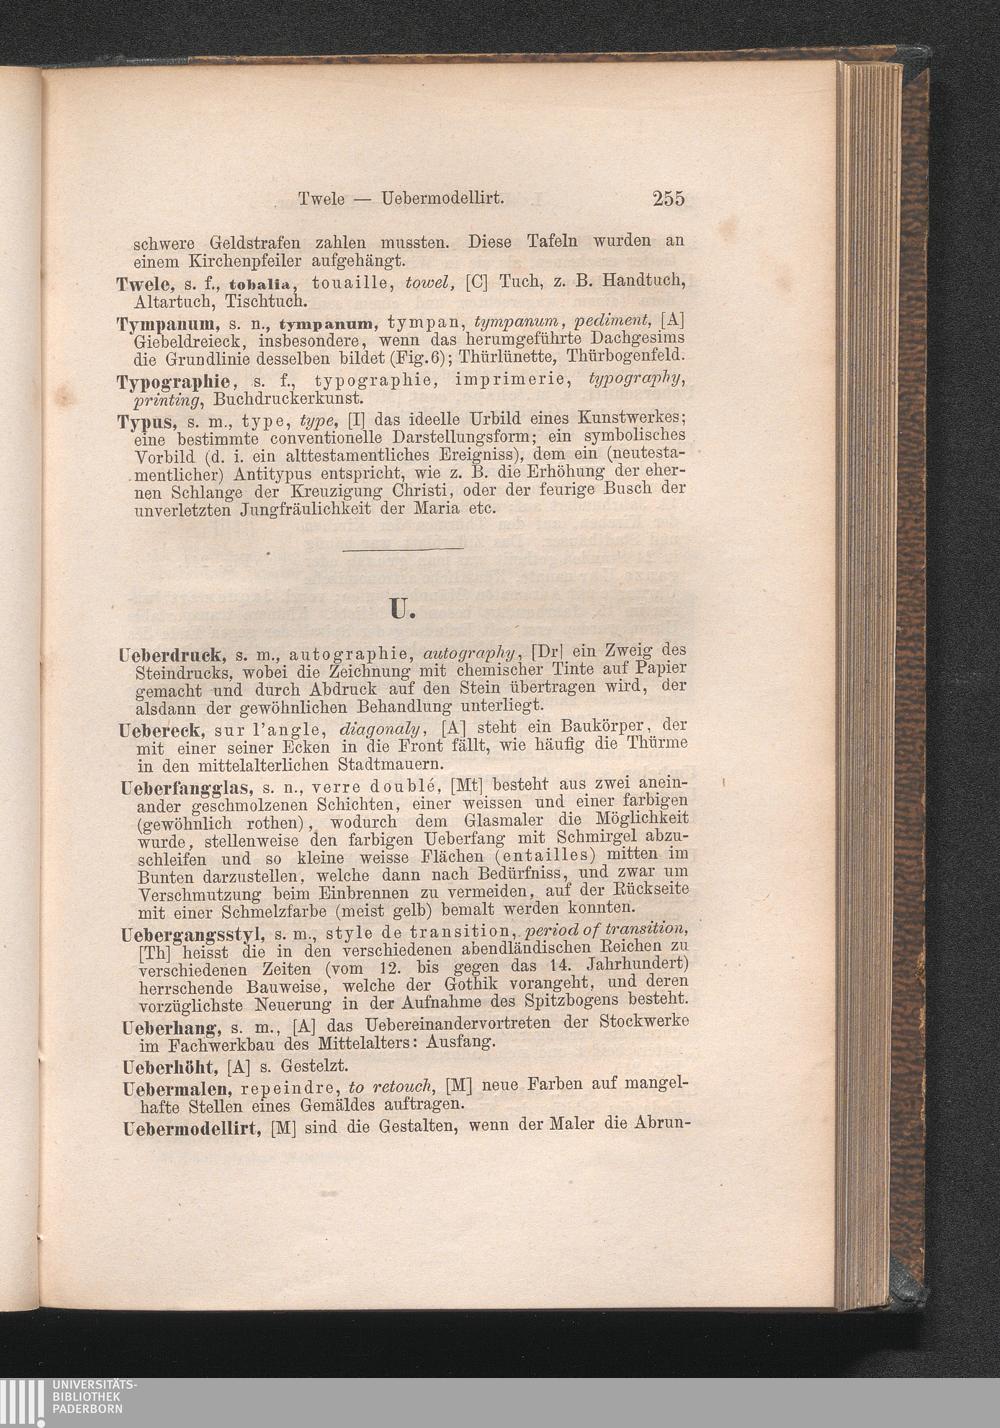 Twele — Uebermodellirt. 255
schwere Geldstrafen zahlen mussten. Diese Tafeln wurden an
einem Kirchenpfeiler aufgehängt.
Twele, s. f., tobalia, touaille, towel, [C] Tuch, z. B. Handtuch,
Altartuch, Tischtuch.
Tympanum, s. n., tympanum, tympan, tympanum, pediment, [A]
Giebeldreieck, insbesondere, wenn das herumgeführte Dachgesims
die Grundlinie desselben bildet (Fig. 6); Thürlünette, Thürbogenfeld.
Typographie, s. f., typographie, imprimerie, typography,
printing, Buchdruckerkunst.
Typus, s. m., type, type, [I] das ideelle Urbild eines Kunstwerkes;
eine bestimmte conventionelle Darstellungsform; ein symbolisches
Vorbild (d. i. ein alttestamentliches Ereigniss), dem ein (neutesta-
mentlicher) Antitypus entspricht, wie z. B. die Erhöhung der eher-
nen Schlange der Kreuzigung Christi, oder der feurige Busch der
unverletzten Jungfräulichkeit der Maria etc.
U.
Ueberdruck, s. m., autographie, autography, [Dr] ein Zweig des
Steindrucks, wobei die Zeichnung mit chemischer Tinte auf Papier
gemacht und durch Abdruck auf den Stein übertragen wird, der
alsdann der gewöhnlichen Behandlung unterliegt.
Uebereck, sur l'angle, diagonaly, [A] steht ein Baukörper, der
mit einer seiner Ecken in die Front fällt, wie häufig die Thürme
in den mittelalterlichen Stadtmauern.
Ueberfangglas, s. n., verre doublé, [Mt] besteht aus zwei anein-
ander geschmolzenen Schichten, einer weissen und einer farbigen
(gewöhnlich rothen), wodurch dem Glasmaler die Möglichkeit
wurde, stellenweise den farbigen Ueberfang mit Schmirgel abzu-
schleifen und so kleine weisse Flächen (entailles) mitten im
Bunten darzustellen, welche dann nach Bedürfniss, und zwar um
Verschmutzung beim Einbrennen zu vermeiden, auf der Rückseite
mit einer Schmelzfarbe (meist gelb) bemalt werden konnten.
Uebergangsstyl, s. m., style de transition, period of transition,
[Th] heisst die in den verschiedenen abendländischen Reichen zu
verschiedenen Zeiten (vom 12. bis gegen das 14. Jahrhundert)
herrschende Bauweise, welche der Gothik vorangeht, und deren
vorzüglichste Neuerung in der Aufnahme des Spitzbogens besteht.
Ueberhang, s. m., [A] das Uebereinandervortreten der Stockwerke
im Fachwerkbau des Mittelalters: Ausfang.
Ueberhöht, [A] s. Gestelzt.
Uebermalen, repeindre, to retouch, [M] neue Farben auf mangel-
hafte Stellen eines Gemäldes auftragen.
Uebermodellirt, [M] sind die Gestalten, wenn der Maler die Abrun-
UNIVERSITÄTS-
BIBLIOTHEK
PADERBORN